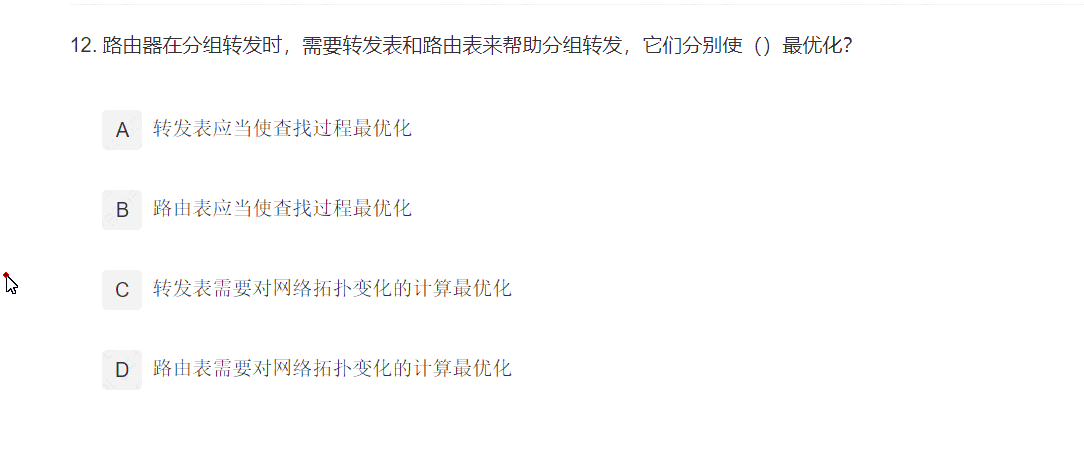 12. 路由器在分组转发时，需要转发表和路由表来帮助分组转发，它们分别使（）最优化？
A 转发表应当使查找过程最优化
B 路由表应当使查找过程最优化
C 转发表需要对网络拓扑变化的计算最优化
D 路由表需要对网络拓扑变化的计算最优化